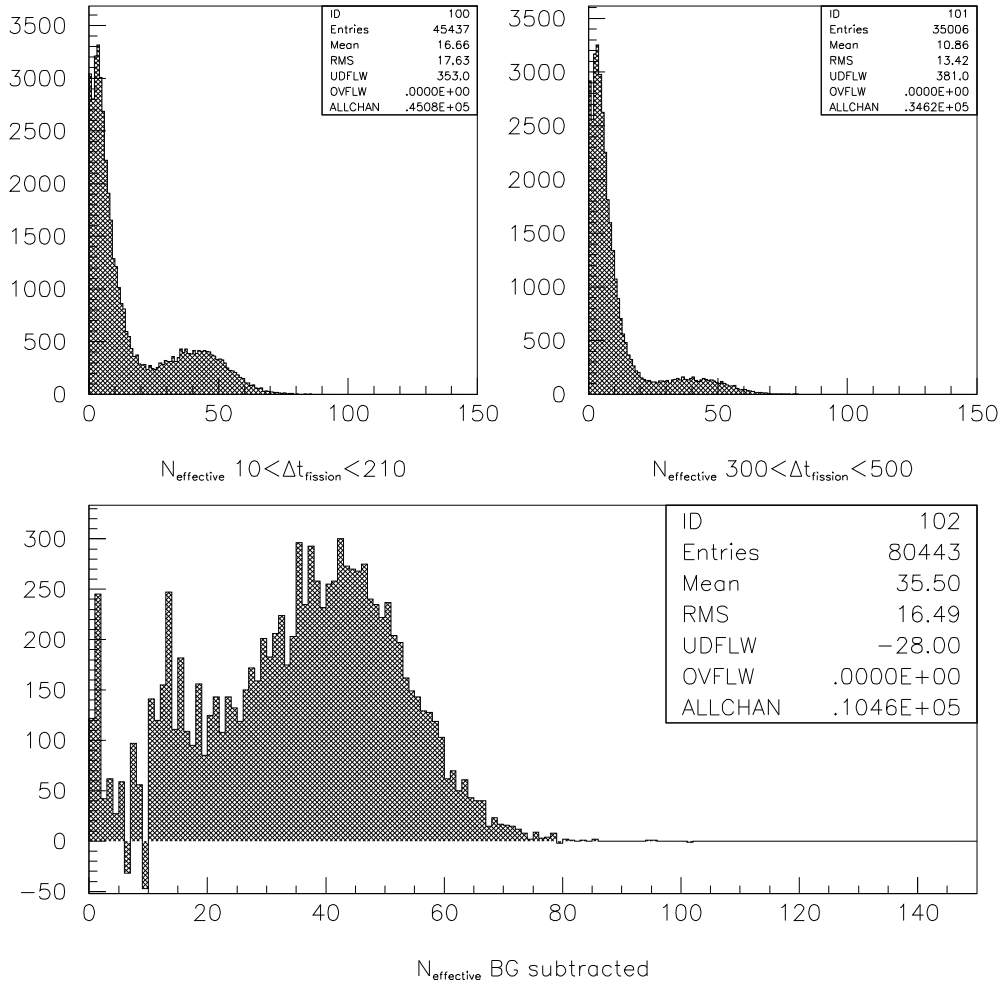 ID 100
Entries 45437
Mean 16.66
RMS 17.63
UDFLW 353.0
OVFLW .0000E+00
ALLCHAN .4508E+05
3500
3000
2500
2000
1500
1000
500
0
0 50 100 150
Neffective 10<Δtfission<210
ID 101
Entries 35006
Mean 10.86
RMS 13.42
UDFLW 381.0
OVFLW .0000E+00
ALLCHAN .3462E+05
3500
3000
2500
2000
1500
1000
500
0
0 50 100 150
Neffective 300<Δtfission<500
ID 102
Entries 80443
Mean 35.50
RMS 16.49
UDFLW −28.00
OVFLW .0000E+00
ALLCHAN .1046E+05
300
250
200
150
100
50
0
−50
0 20 40 60 80 100 120 140
Neffective BG subtracted